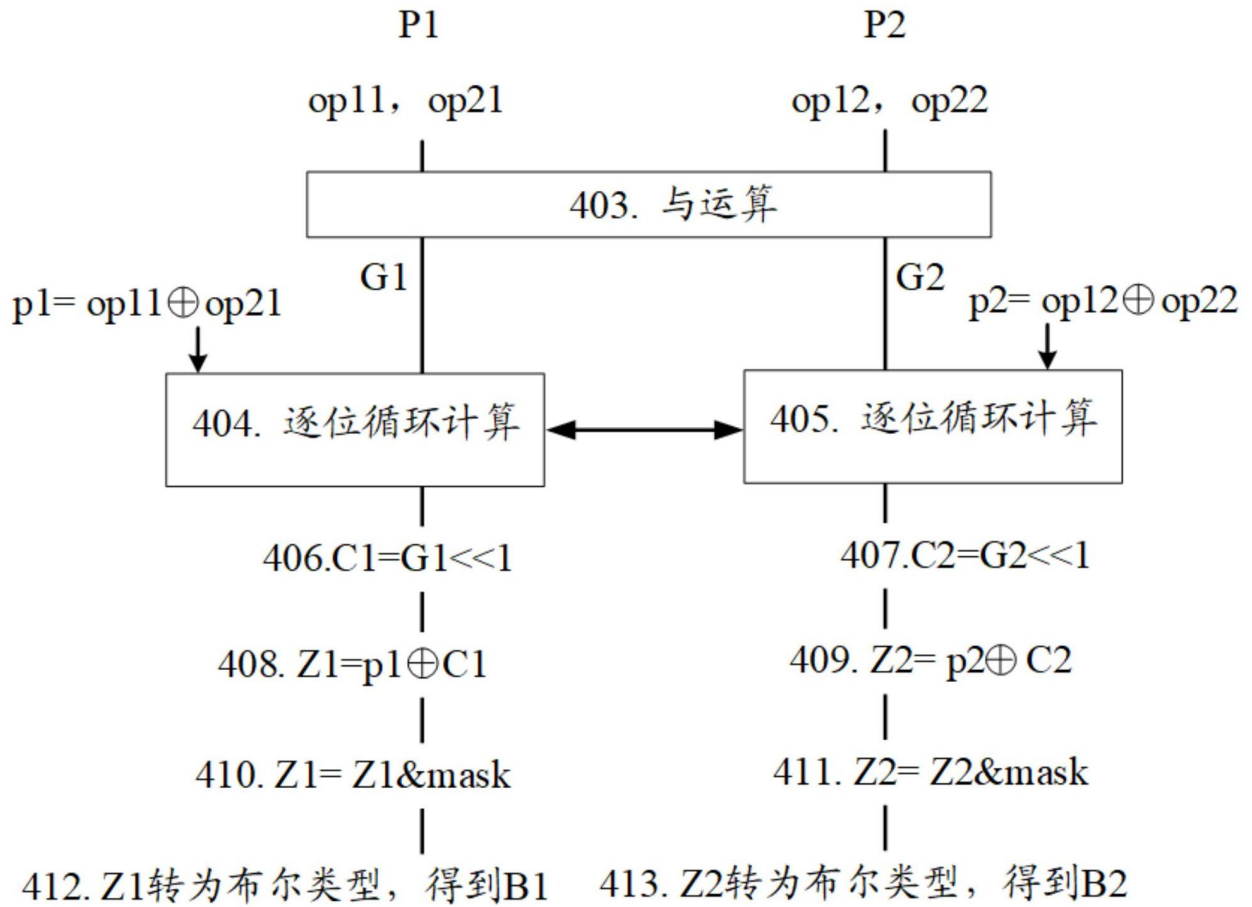 P1 P2
op11，op21 op12，op22
403. 与运算
G1 G2
p1= op11⊕op21 p2= op12⊕op22
404. 逐位循环计算 405. 逐位循环计算
406.C1=G1<<1 407.C2=G2<<1
408. Z1=p1⊕C1 409. Z2= p2⊕C2
410. Z1= Z1&mask 411. Z2= Z2&mask
412. Z1转为布尔类型，得到B1 413. Z2转为布尔类型，得到B2